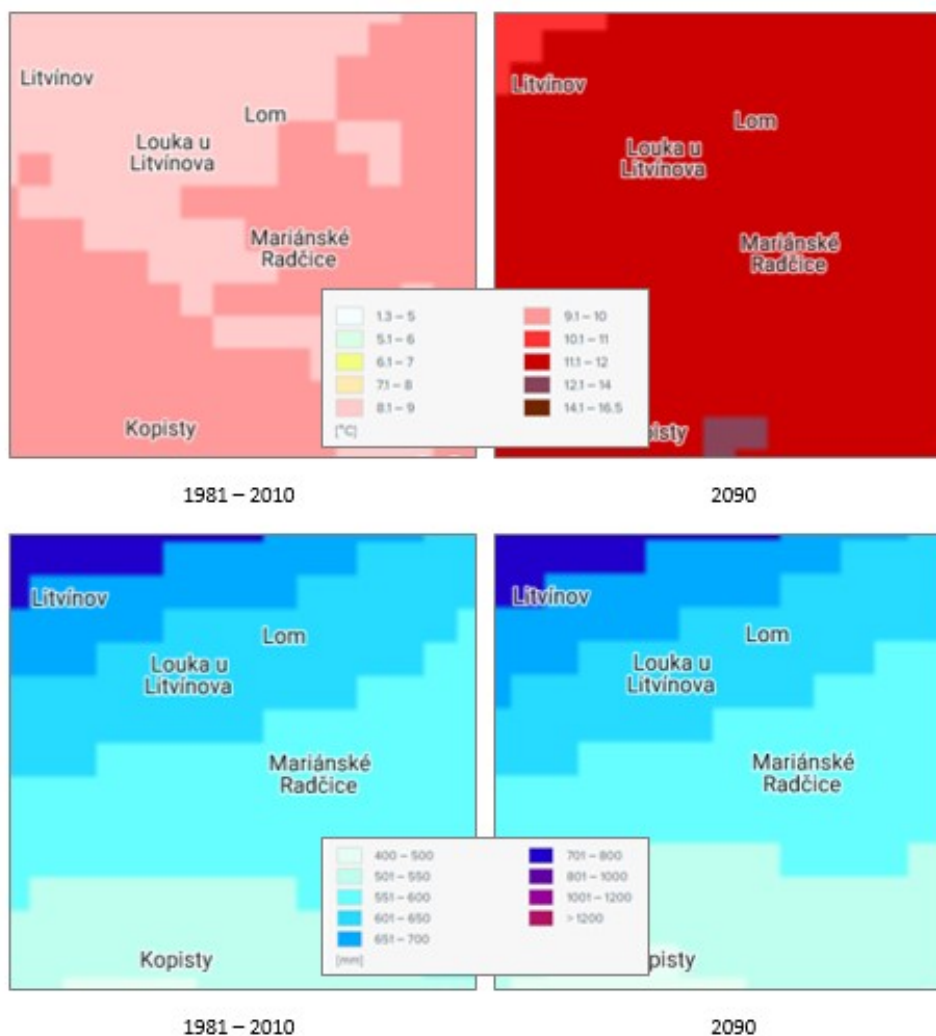 Litvínov
Lom
Louka u
Litvínova
Mariánské
Radčice
Kopisty
Litvínov
Lom
Louka u
Litvínova
Mariánské
Radčice
pisty
1.3 – 5
5.1 – 6
6.1 – 7
7.1 – 8
8.1 – 9
[°C]
9.1 – 10
10.1 – 11
11.1 – 12
12.1 – 14
14.1 – 16.5
1981 – 2010
2090
Litvínov
Lom
Louka u
Litvínova
Mariánské
Radčice
Kopisty
Litvínov
Lom
Louka u
Litvínova
Mariánské
Radčice
pisty
400 – 500
501 – 550
551 – 600
601 – 650
651 – 700
[mm]
701 – 800
801 – 1000
1001 – 1200
> 1200
1981 – 2010
2090